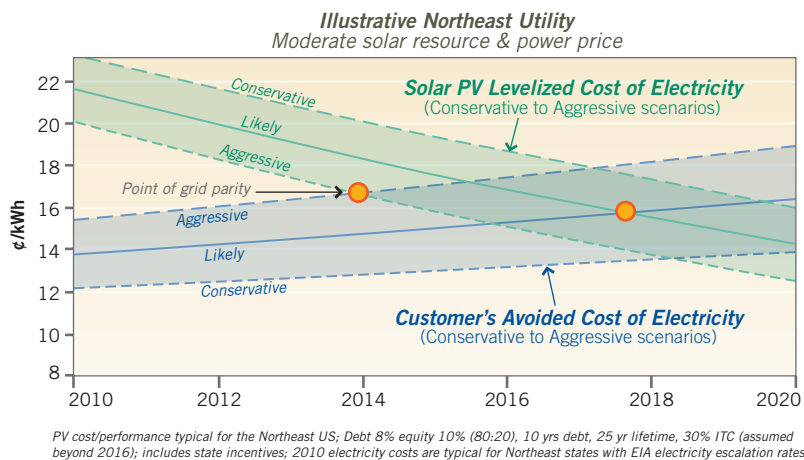 Illustrative Northeast Utility
Moderate solar resource & power price
22
20
18
16
14
12
10
8
¢/kWh
Conservative
Likely
Aggressive
Solar PV Levelized Cost of Electricity
(Conservative to Aggressive scenarios)
Point of grid parity
Aggressive
Likely
Conservative
Customer's Avoided Cost of Electricity
(Conservative to Aggressive scenarios)
2010 2012 2014 2016 2018 2020
PV cost/performance typical for the Northeast US; Debt 8% equity 10% (80:20), 10 yrs debt, 25 yr lifetime, 30% ITC (assumed
beyond 2016); includes state incentives; 2010 electricity costs are typical for Northeast states with EIA electricity escalation rates